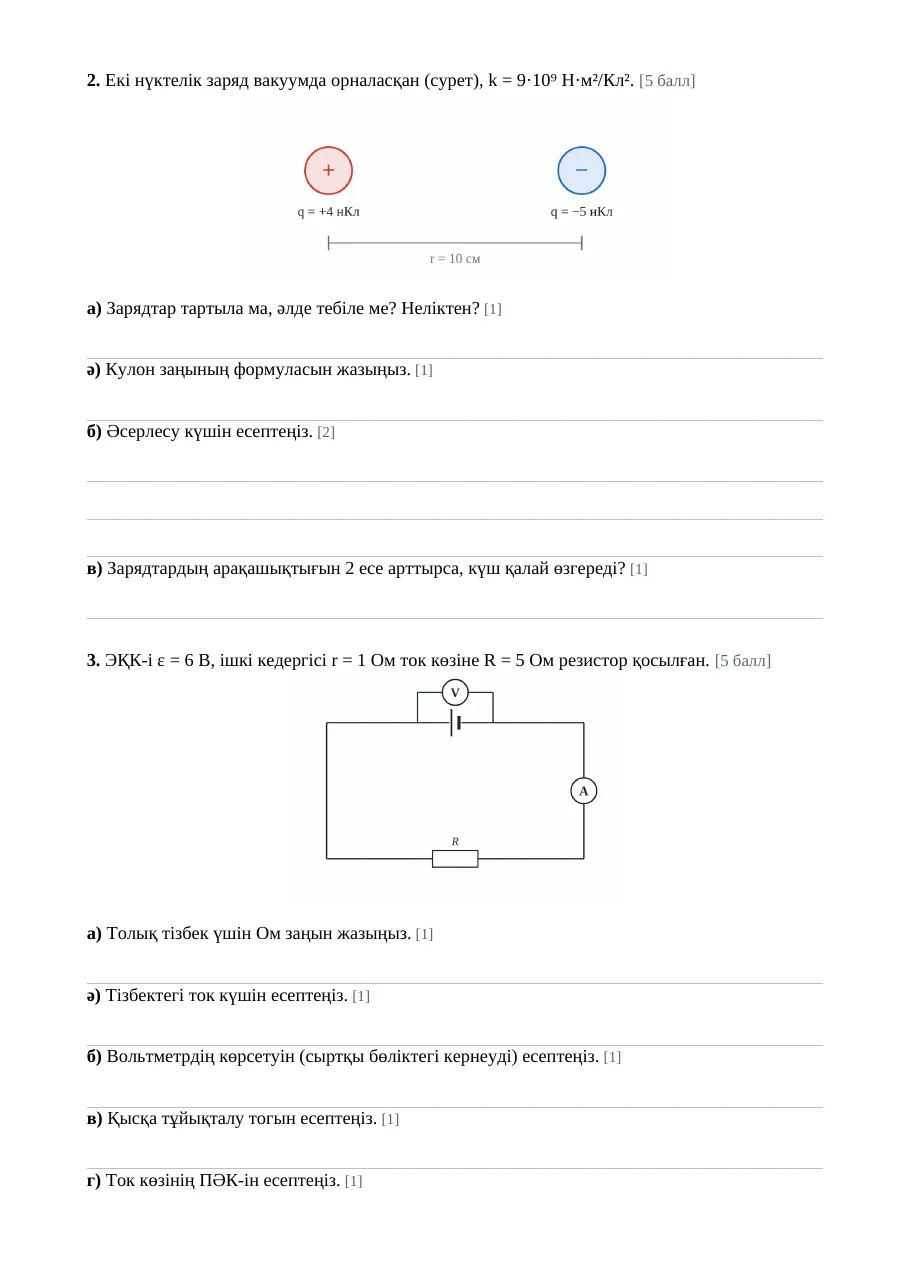 2. Екі нүктелік заряд вакуумда орналасқан (сурет), k = 9·10⁹ Н·м²/Кл². [5 балл]
+ −
q = +4 нКл q = −5 нКл
r = 10 см
а) Зарядтар тартыла ма, әлде тебіле ме? Неліктен? [1]
ә) Кулон заңының формуласын жазыңыз. [1]
б) Әсерлесу күшін есептеңіз. [2]
в) Зарядтардың арақашықтығын 2 есе арттырса, күш қалай өзгереді? [1]
3. ЭҚК-і ε = 6 В, ішкі кедергісі r = 1 Ом ток көзіне R = 5 Ом резистор қосылған. [5 балл]
V
A
R
а) Толық тізбек үшін Ом заңын жазыңыз. [1]
ә) Тізбектегі ток күшін есептеңіз. [1]
б) Вольтметрдің көрсетуін (сыртқы бөліктегі кернеуді) есептеңіз. [1]
в) Қысқа тұйықталу тогын есептеңіз. [1]
г) Ток көзінің ПӘК-ін есептеңіз. [1]